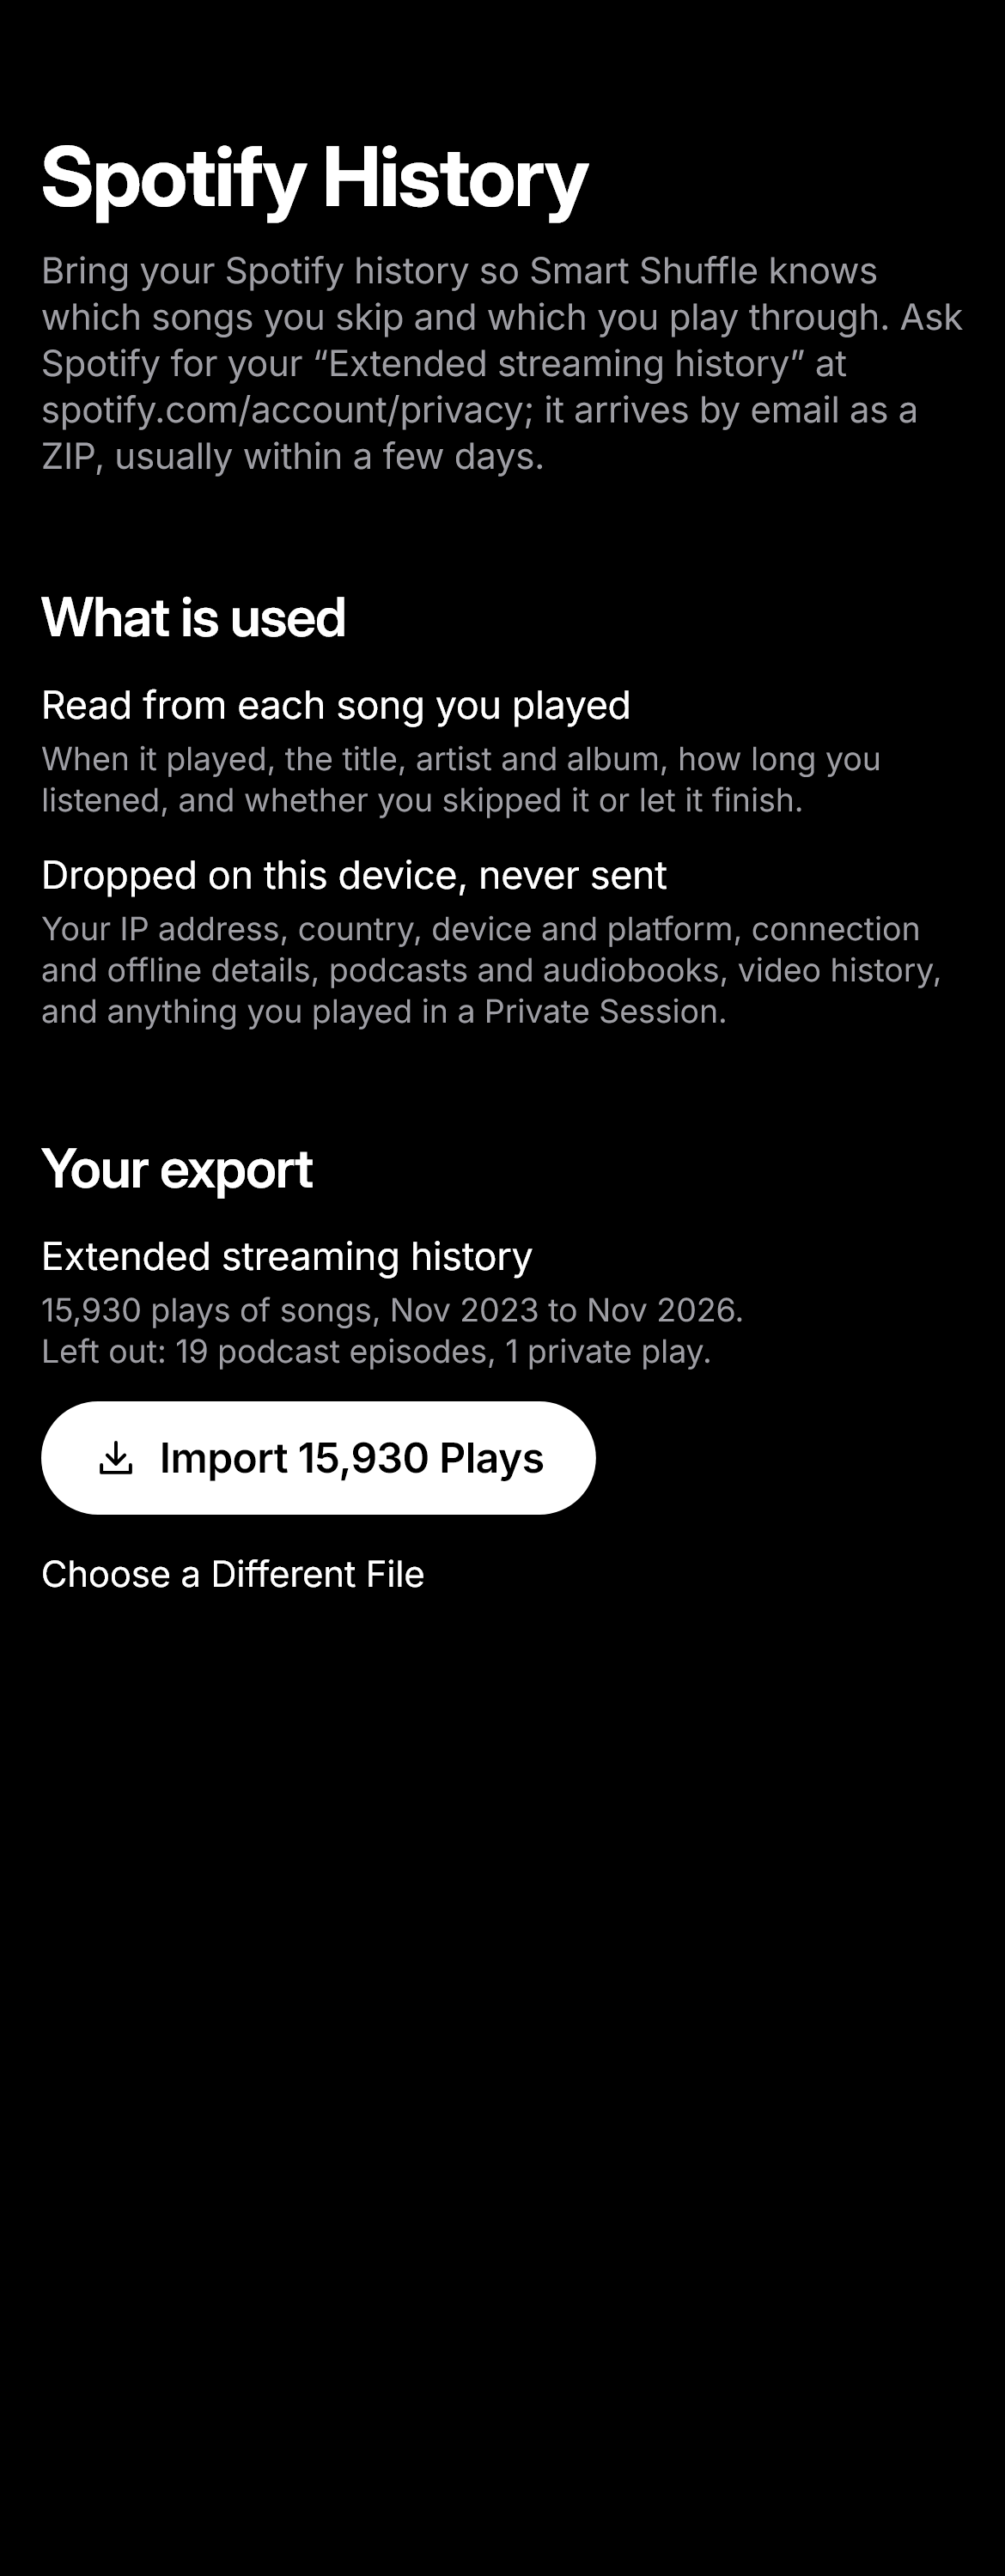 Spotify History
Bring your Spotify history so Smart Shuffle knows
which songs you skip and which you play through. Ask
Spotify for your “Extended streaming history” at
spotify.com/account/privacy; it arrives by email as a
ZIP, usually within a few days.
What is used
Read from each song you played
When it played, the title, artist and album, how long you
listened, and whether you skipped it or let it finish.
Dropped on this device, never sent
Your IP address, country, device and platform, connection
and offline details, podcasts and audiobooks, video history,
and anything you played in a Private Session.
Your export
Extended streaming history
15,930 plays of songs, Nov 2023 to Nov 2026.
Left out: 19 podcast episodes, 1 private play.
Import 15,930 Plays
Choose a Different File